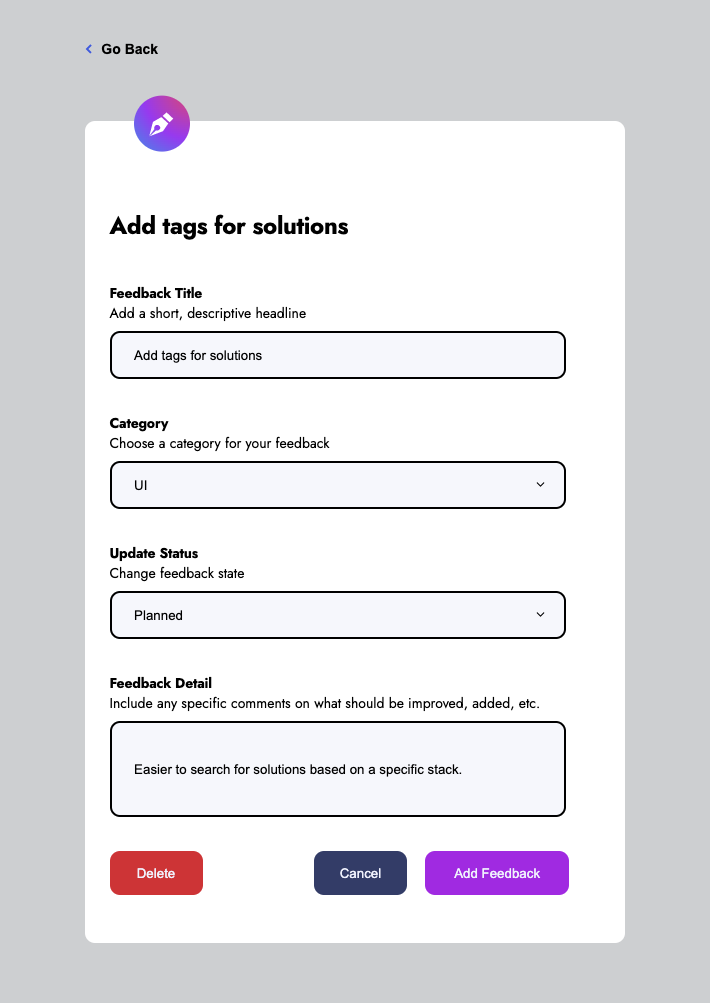 Go Back
Add tags for solutions
Feedback Title
Add a short, descriptive headline
Add tags for solutions
Category
Choose a category for your feedback
UI
Update Status
Change feedback state
Planned
Feedback Detail
Include any specific comments on what should be improved, added, etc.
Easier to search for solutions based on a specific stack.
Delete
Cancel
Add Feedback